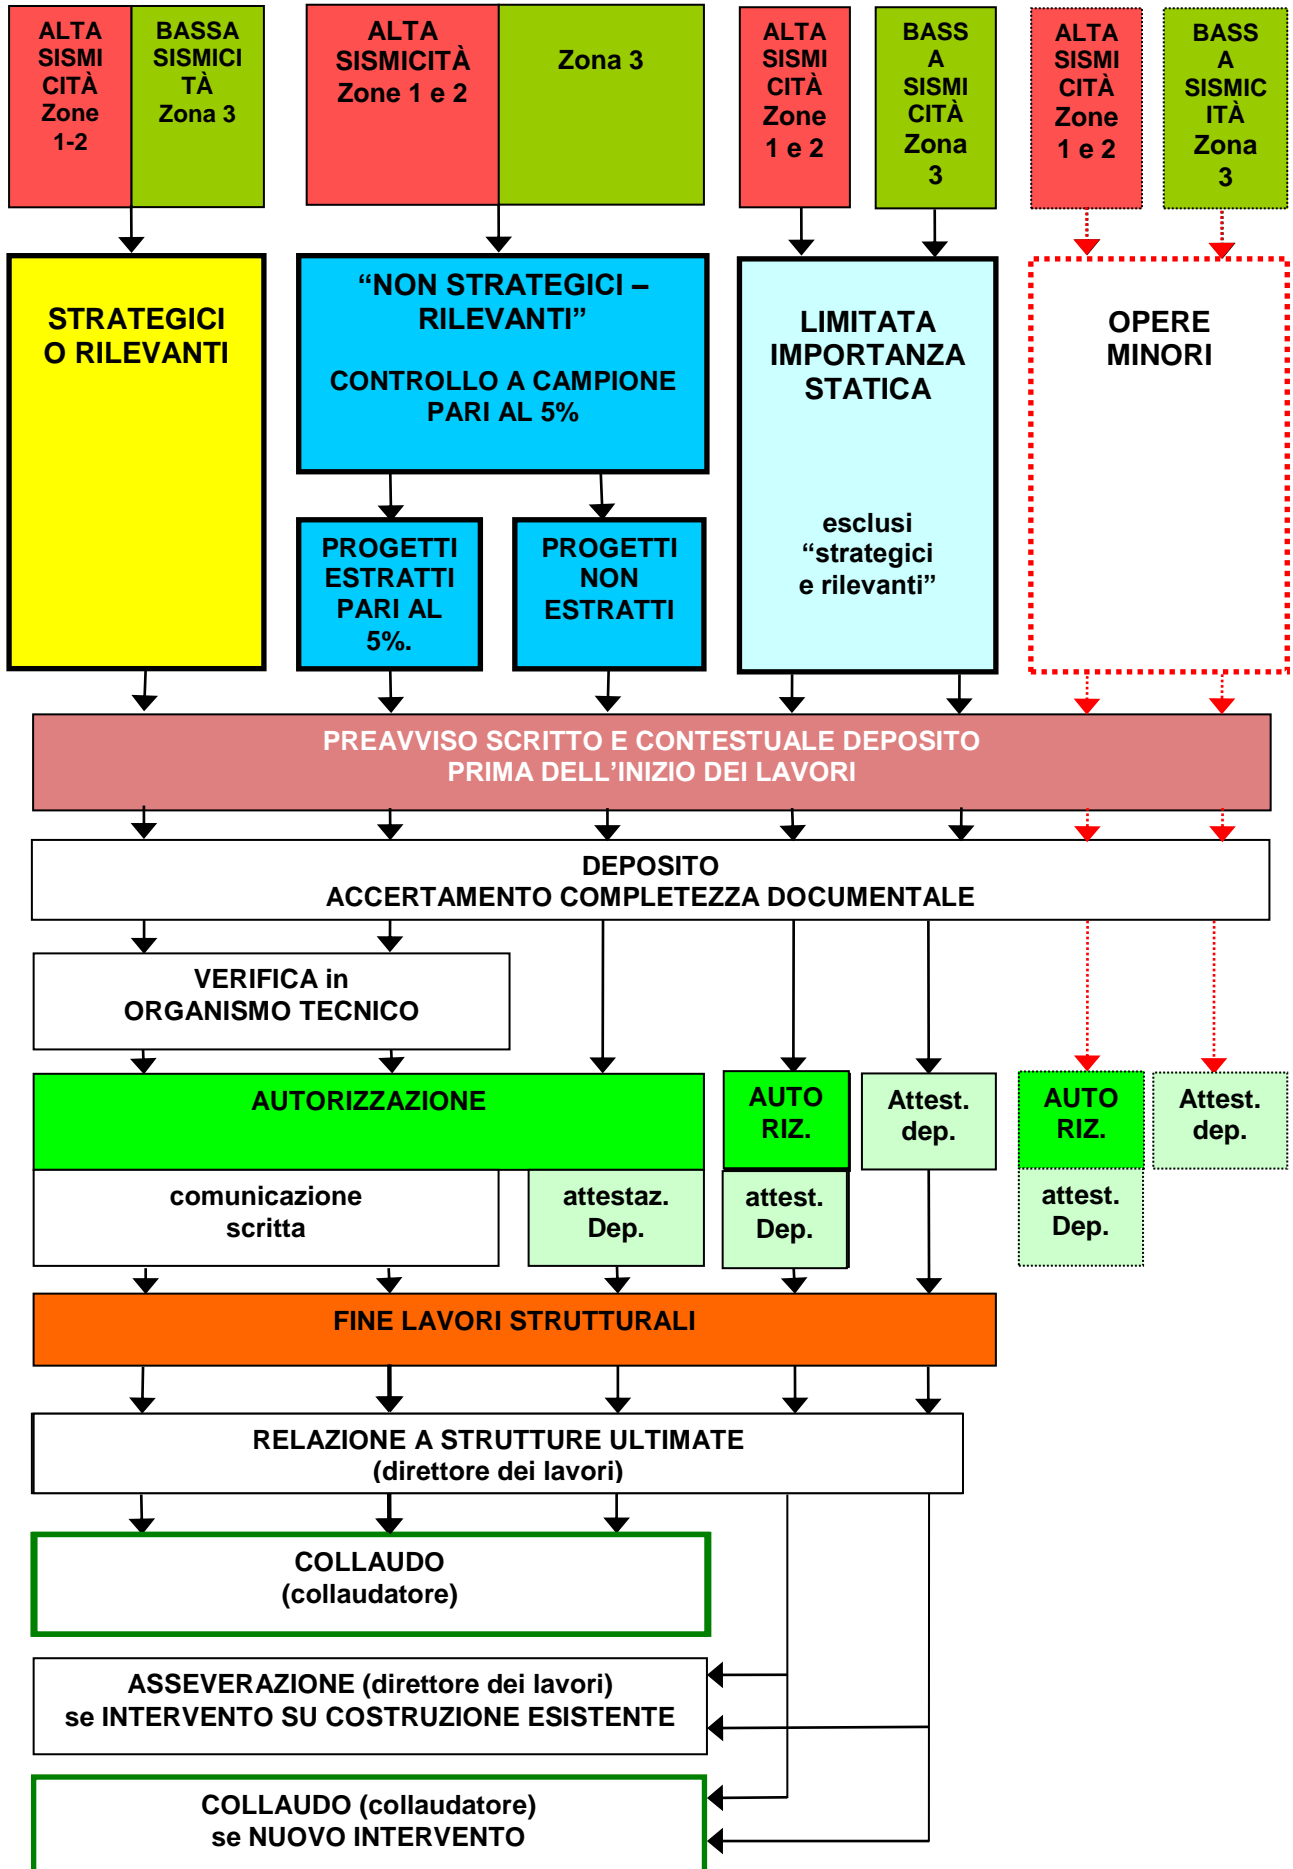 ALTA
SISMI
CITÀ
Zone
1-2
BASSA
SISMICI
TÀ
Zona 3
ALTA
SISMICITÀ
Zone 1 e 2
Zona 3
ALTA
SISMI
CITÀ
Zone
1 e 2
BASS
A
SISMI
CITÀ
Zona
3
ALTA
SISMI
CITÀ
Zone
1 e 2
BASS
A
SISMIC
ITÀ
Zona
3
STRATEGICI
O RILEVANTI
“NON STRATEGICI –
RILEVANTI”
CONTROLLO A CAMPIONE
PARI AL 5%
LIMITATA
IMPORTANZA
STATICA
esclusi
“strategici
e rilevanti”
OPERE
MINORI
PROGETTI
ESTRATTI
PARI AL
5%.
PROGETTI
NON
ESTRATTI
PREAVVISO SCRITTO E CONTESTUALE DEPOSITO
PRIMA DELL’INIZIO DEI LAVORI
DEPOSITO
ACCERTAMENTO COMPLETEZZA DOCUMENTALE
VERIFICA in
ORGANISMO TECNICO
AUTORIZZAZIONE
comunicazione
scritta
attestaz.
Dep.
AUTO
RIZ.
attest.
Dep.
Attest.
dep.
AUTO
RIZ.
attest.
Dep.
Attest.
dep.
FINE LAVORI STRUTTURALI
RELAZIONE A STRUTTURE ULTIMATE
(direttore dei lavori)
COLLAUDO
(collaudatore)
ASSEVERAZIONE (direttore dei lavori)
se INTERVENTO SU COSTRUZIONE ESISTENTE
COLLAUDO (collaudatore)
se NUOVO INTERVENTO